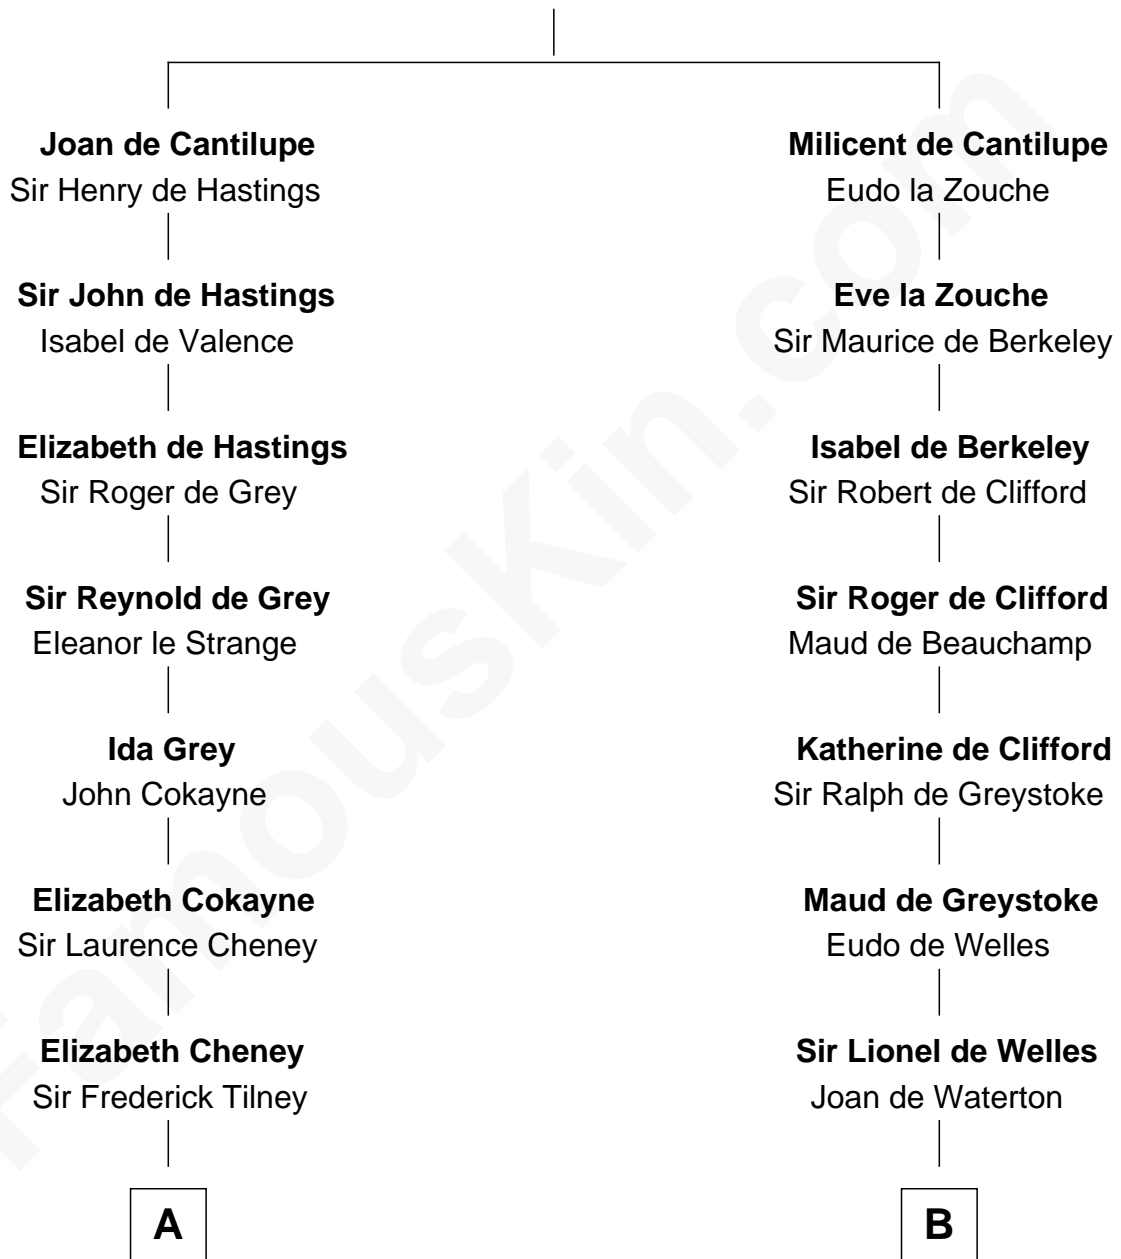 Joan de Cantilupe
Sir Henry de Hastings
Sir John de Hastings
Isabel de Valence
Elizabeth de Hastings
Sir Roger de Grey
Sir Reynold de Grey
Eleanor le Strange
Ida Grey
John Cokayne
Elizabeth Cokayne
Sir Laurence Cheney
Elizabeth Cheney
Sir Frederick Tilney
A
Milicent de Cantilupe
Eudo la Zouche
Eve la Zouche
Sir Maurice de Berkeley
Isabel de Berkeley
Sir Robert de Clifford
Sir Roger de Clifford
Maud de Beauchamp
Katherine de Clifford
Sir Ralph de Greystoke
Maud de Greystoke
Eudo de Welles
Sir Lionel de Welles
Joan de Waterton
B
FamousKin.com